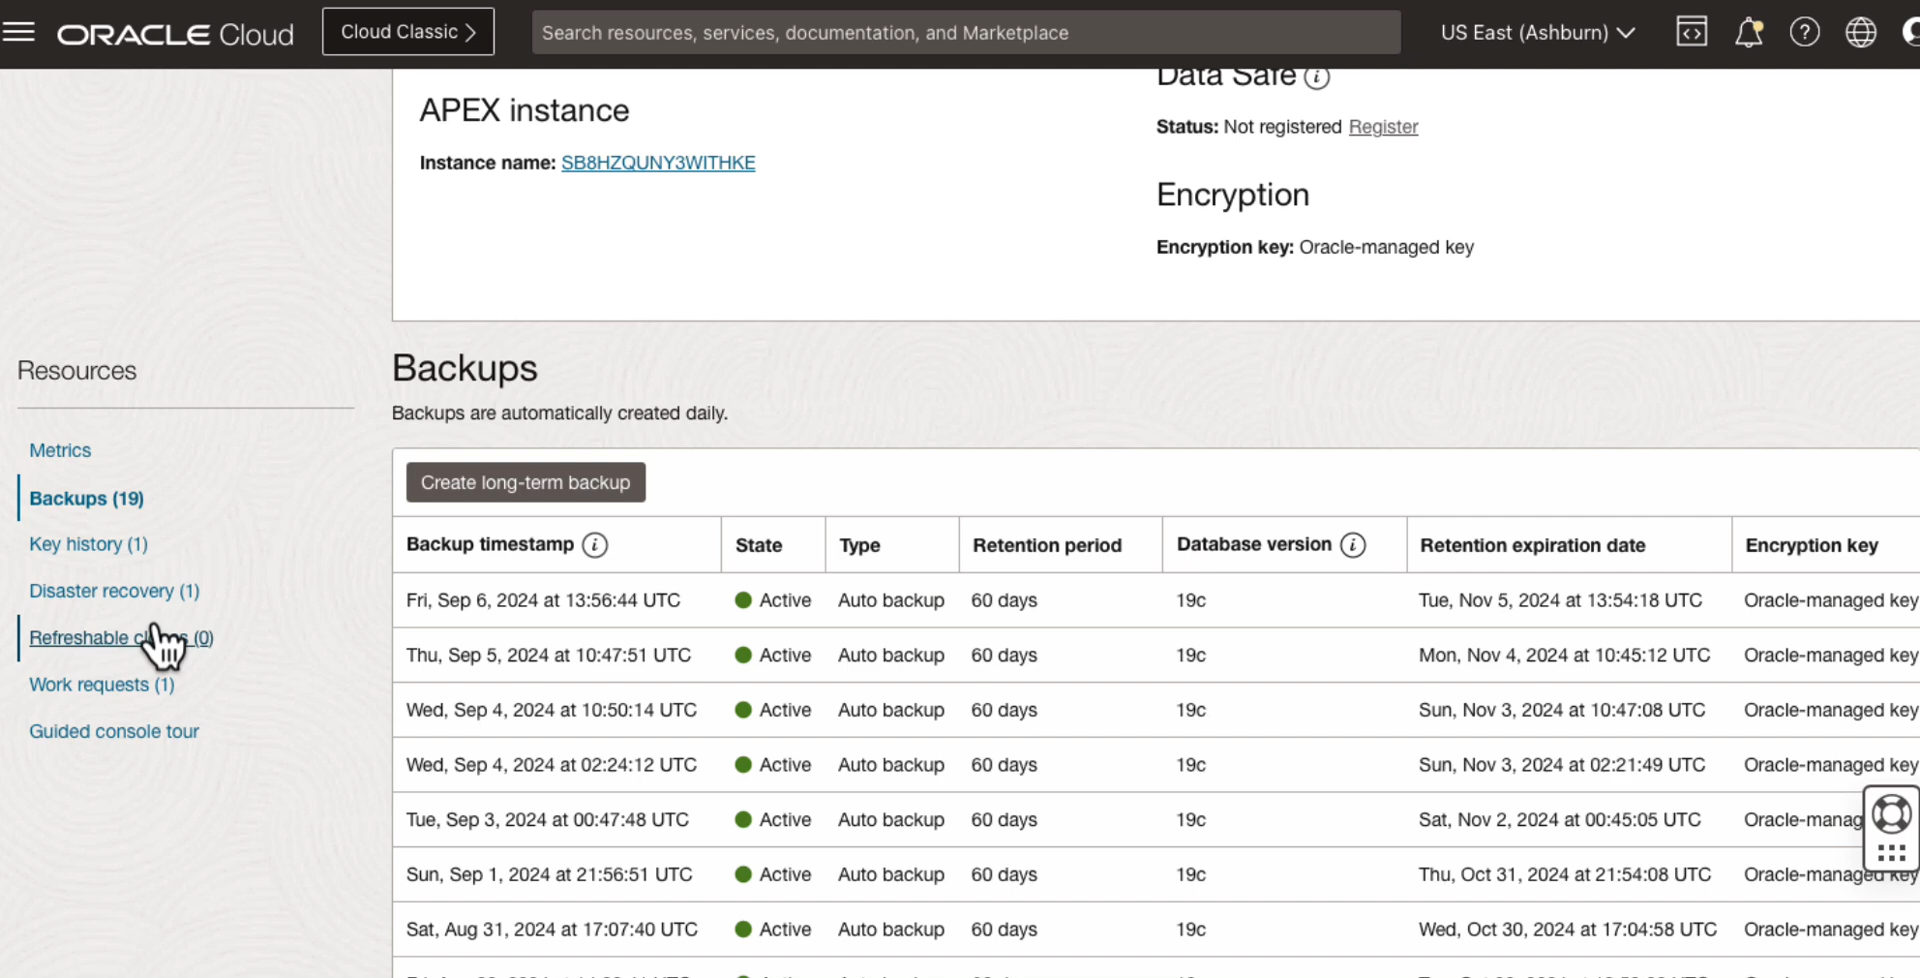 ORACLE Cloud
Cloud Classic >
Search resources, services, documentation, and Marketplace
US East (Ashburn)
Data Safe
APEX instance
Status: Not registered Register
Instance name: SB8HZQUNY3WITHKE
Encryption
Encryption key: Oracle-managed key
Resources
Metrics
Backups (19)
Key history (1)
Disaster recovery (1)
Refreshable (0)
Work requests (1)
Guided console tour
Backups
Backups are automatically created daily.
Create long-term backup
Backup timestamp State Type Retention period Database version Retention expiration date Encryption key
Fri, Sep 6, 2024 at 13:56:44 UTC Active Auto backup 60 days 19c Tue, Nov 5, 2024 at 13:54:18 UTC Oracle-managed key
Thu, Sep 5, 2024 at 10:47:51 UTC Active Auto backup 60 days 19c Mon, Nov 4, 2024 at 10:45:12 UTC Oracle-managed key
Wed, Sep 4, 2024 at 10:50:14 UTC Active Auto backup 60 days 19c Sun, Nov 3, 2024 at 10:47:08 UTC Oracle-managed key
Wed, Sep 4, 2024 at 02:24:12 UTC Active Auto backup 60 days 19c Sun, Nov 3, 2024 at 02:21:49 UTC Oracle-managed key
Tue, Sep 3, 2024 at 00:47:48 UTC Active Auto backup 60 days 19c Sat, Nov 2, 2024 at 00:45:05 UTC Oracle-manag
Sun, Sep 1, 2024 at 21:56:51 UTC Active Auto backup 60 days 19c Thu, Oct 31, 2024 at 21:54:08 UTC Oracle-managed key
Sat, Aug 31, 2024 at 17:07:40 UTC Active Auto backup 60 days 19c Wed, Oct 30, 2024 at 17:04:58 UTC Oracle-managed key